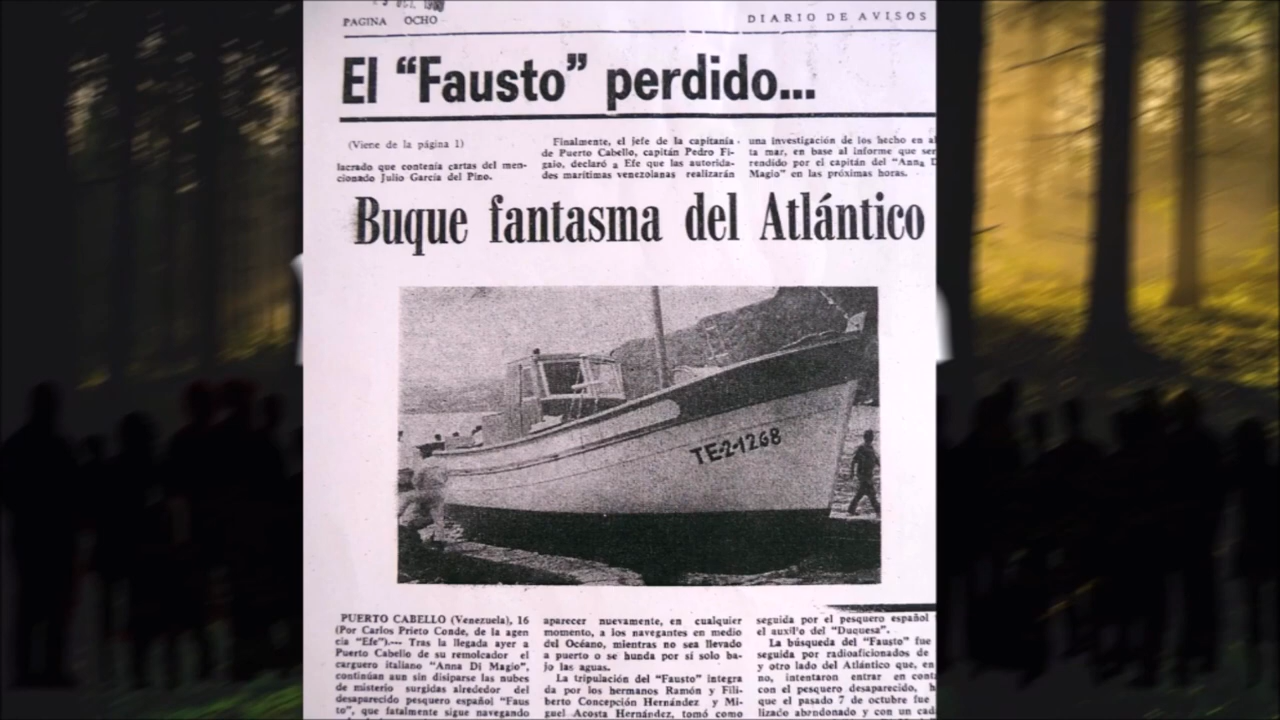 PAGINA OCHO
DIARIO DE AVISOS
El “Fausto” perdido...
(Viene de la página 1)
lacrado que contenía cartas del men-
cionado Julio García del Pino.
Finalmente, el jefe de la capitanía
de Puerto Cabello, capitán Pedro Fi-
galo, declaró a Efe que las autorida-
des marítimas venezolanas realizarán
una investigación de los hecho en al
ta mar, en base al informe que ser
rendido por el capitán del "Anna D
Magio" en las próximas horas.
Buque fantasma del Atlántico
TE-2-1268
PUERTO CABELLO (Venezuela), 16
(Por Carlos Prieto Conde, de la agen
cia "Efe").— Tras la llegada ayer a
Puerto Cabello de su remolcador el
carguero italiano "Anna Di Magio",
continúan aun sin disiparse las nubes
de misterio surgidas alrededor del
desaparecido pesquero español "Faus
to", que fatalmente sigue navegando
aparecer nuevamente, en cualquier
momento, a los navegantes en medio
del Océano, mientras no sea llevado
a puerto o se hunda por sí solo ba-
jo las aguas.
La tripulación del "Fausto" integra
da por los hermanos Ramón y Fili-
berto Concepción Hernández y Mi-
guel Acosta Hernández, tomó como
seguida por el pesquero español
el auxilio del "Duquesa".
La búsqueda del "Fausto" fue
seguida por radioaficionados de
y otro lado del Atlántico que, en
no, intentaron entrar en cont
con el pesquero desaparecido, h
que el pasado 7 de octubre fue
lizado abandonado y con un cad